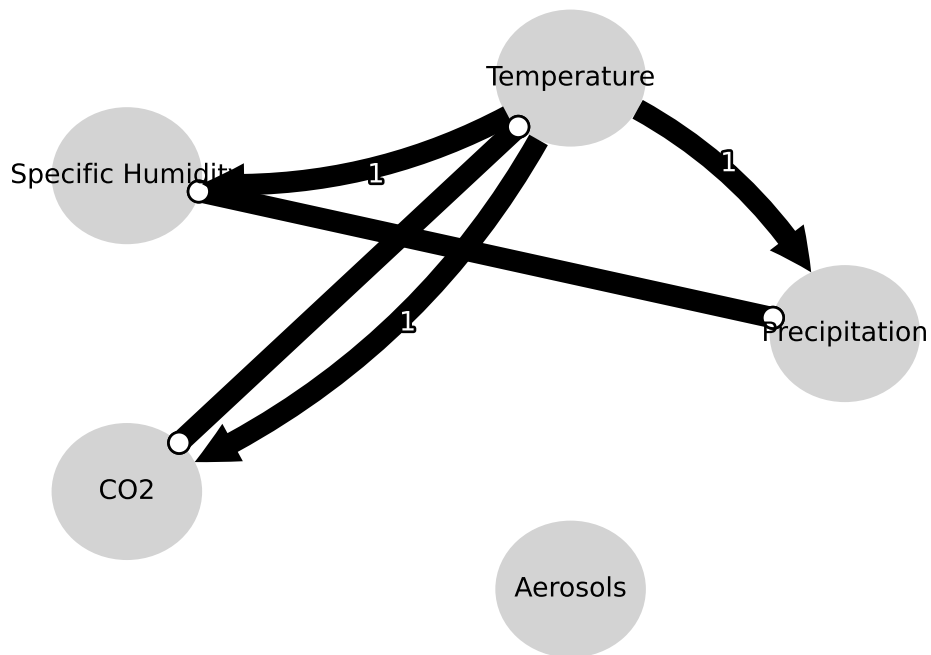 Temperature
Specific Humidity
1
1
1
Precipitation
CO2
Aerosols